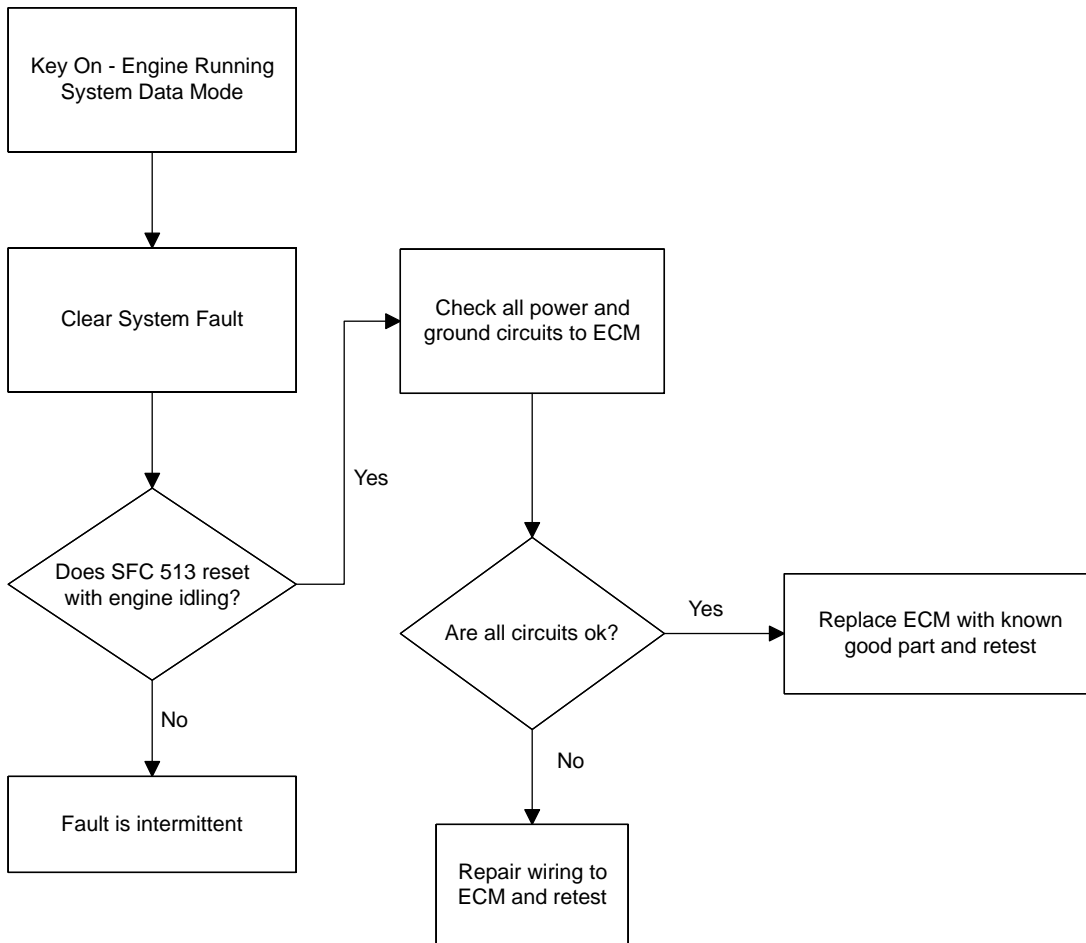 Key On - Engine Running
System Data Mode
Clear System Fault
Does SFC 513 reset
with engine idling?
Yes
No
Fault is intermittent
Check all power and
ground circuits to ECM
Are all circuits ok?
Yes
No
Replace ECM with known
good part and retest
Repair wiring to
ECM and retest